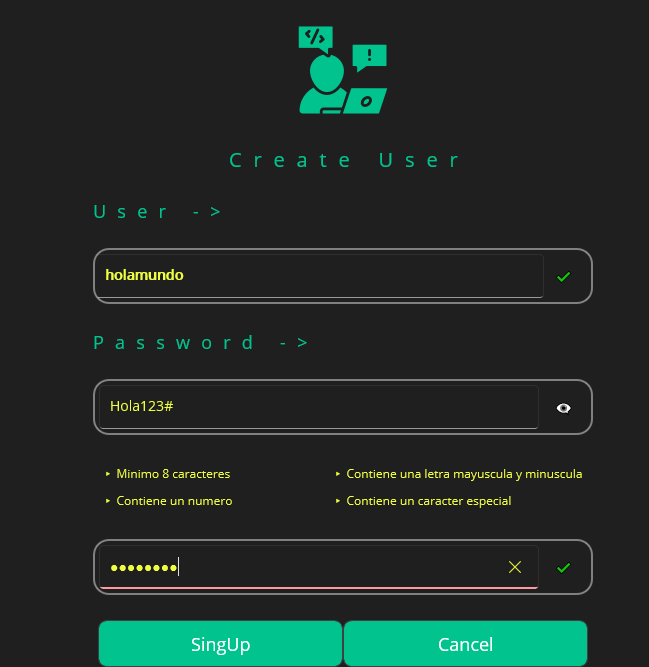 </>
!
Create User
User ->
holamundo
Password ->
Hola123#
‣ Minimo 8 caracteres ‣ Contiene una letra mayuscula y minuscula
‣ Contiene un numero ‣ Contiene un caracter especial
●●●●●●●●
SingUp Cancel